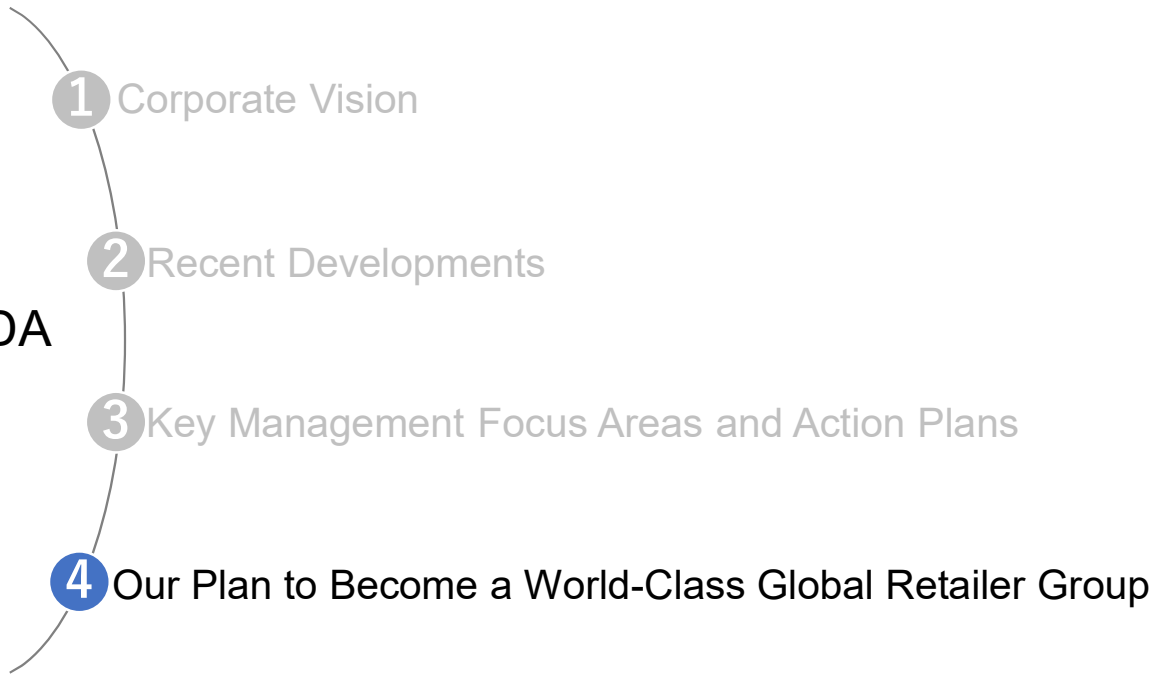 1 Corporate Vision
2 Recent Developments
DA
3 Key Management Focus Areas and Action Plans
4 Our Plan to Become a World-Class Global Retailer Group